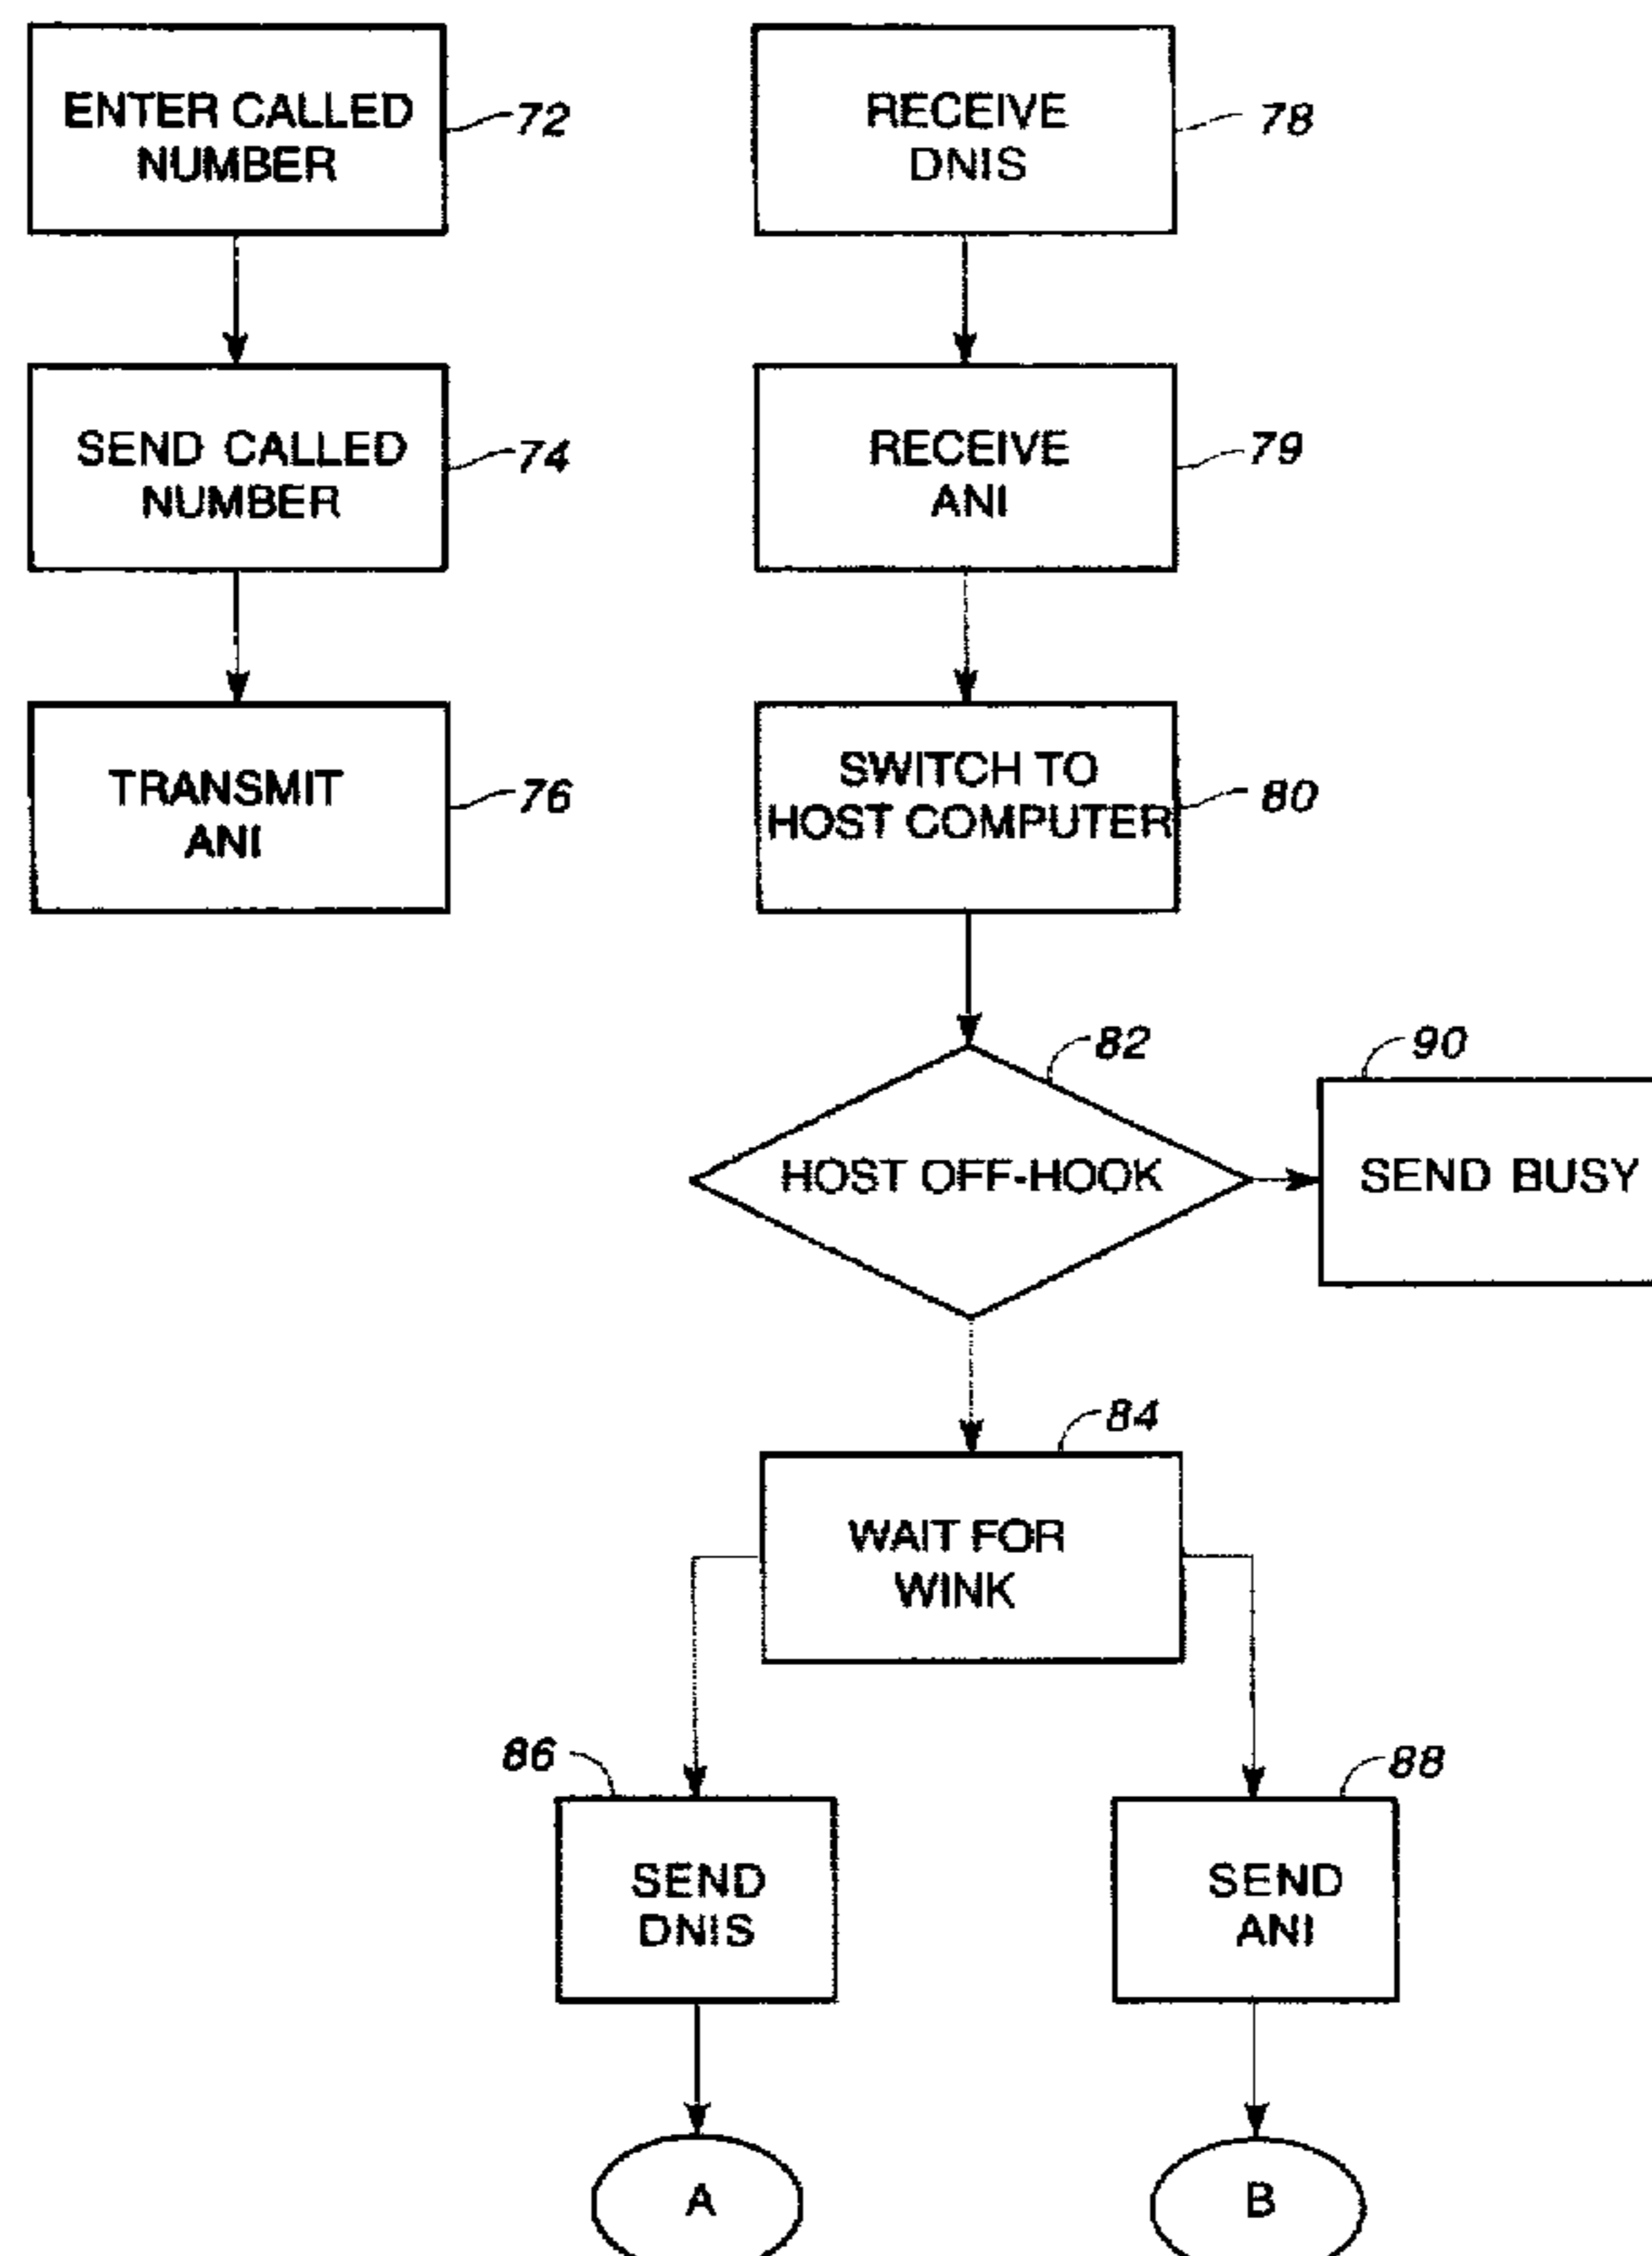 ENTER CALLED
NUMBER
72
SEND CALLED
NUMBER
74
TRANSMIT
ANI
76
RECEIVE
DNIS
78
RECEIVE
ANI
79
SWITCH TO
HOST COMPUTER
80
HOST OFF-HOOK
82
SEND BUSY
90
WAIT FOR
WINK
84
SEND
DNIS
86
SEND
ANI
88
A
B